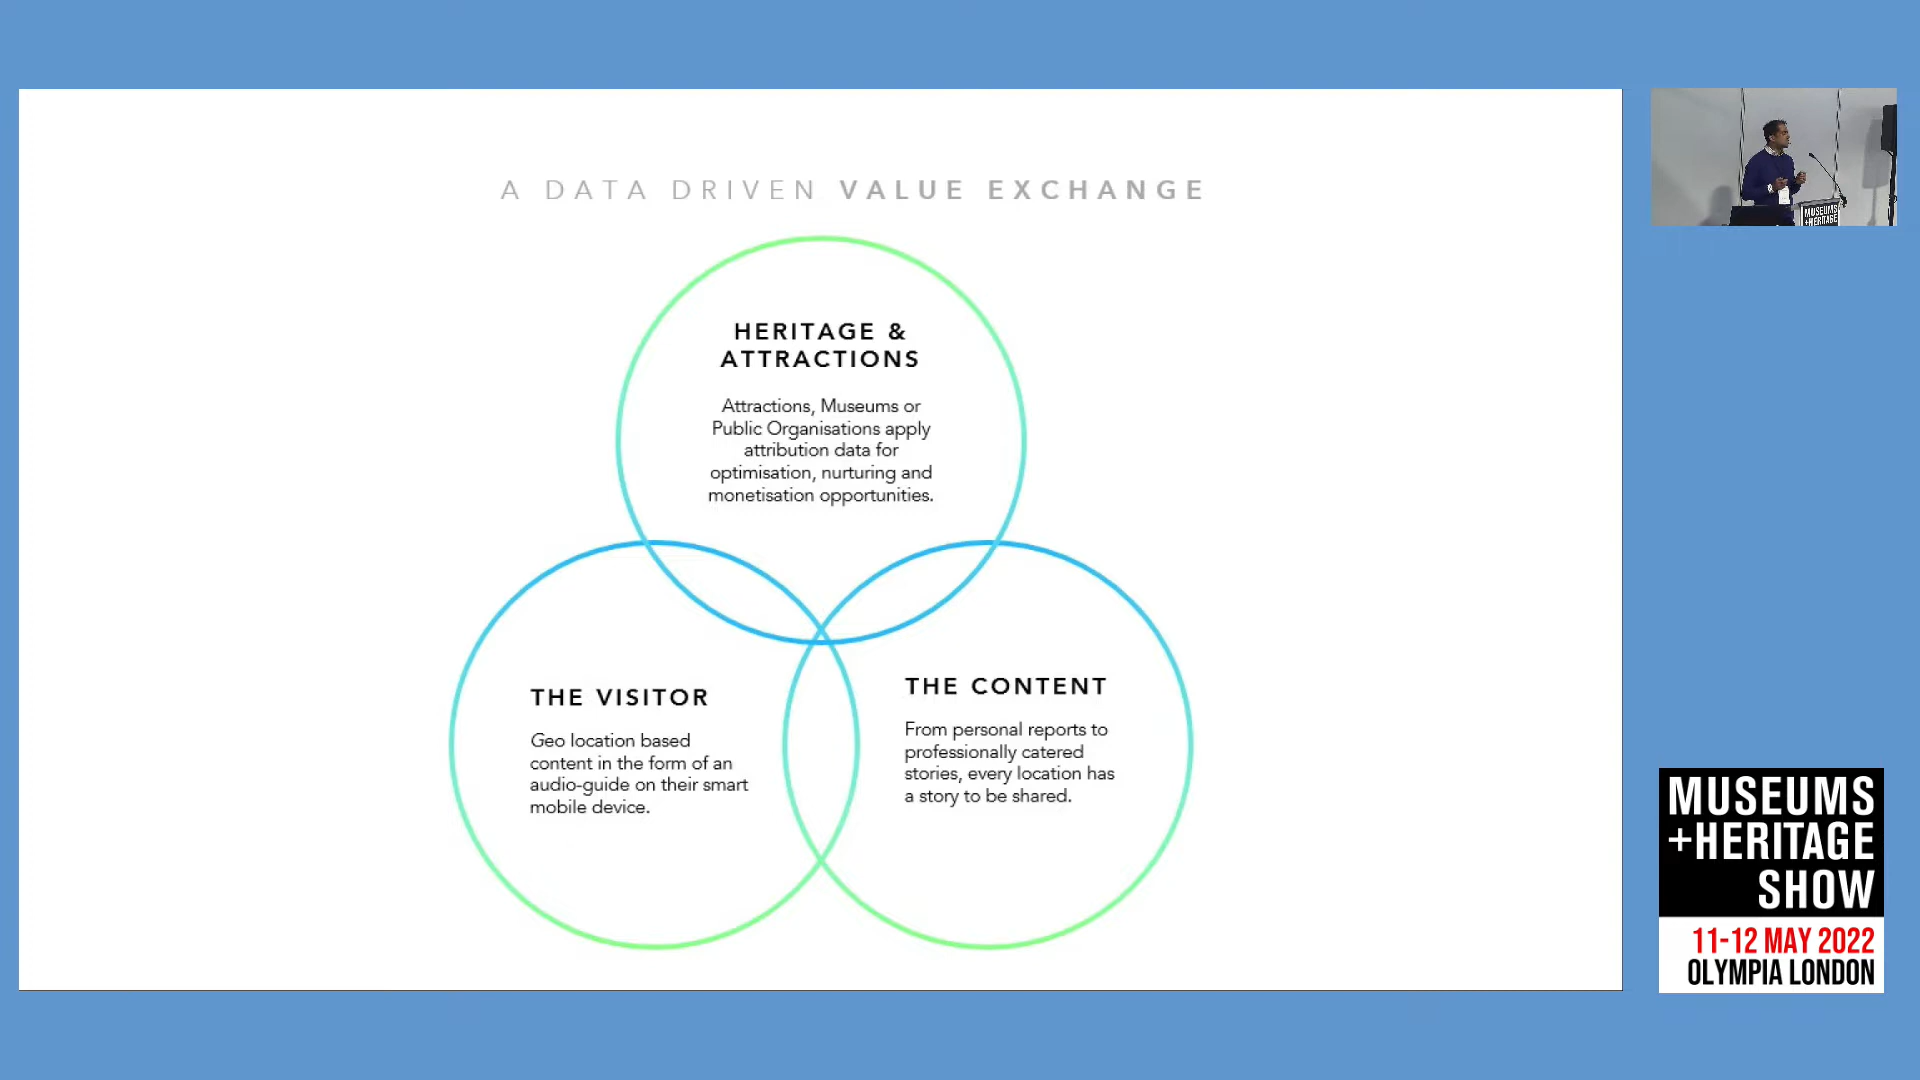 A DATA DRIVEN VALUE EXCHANGE
HERITAGE &
ATTRACTIONS
Attractions, Museums or
Public Organisations apply
attribution data for
optimisation, nurturing and
monetisation opportunities.
THE VISITOR
Geo location based
content in the form of an
audio-guide on their smart
mobile device.
THE CONTENT
From personal reports to
professionally catered
stories, every location has
a story to be shared.
MUSEUMS
+HERITAGE
MUSEUMS
+HERITAGE
SHOW
11-12 MAY 2022
OLYMPIA LONDON